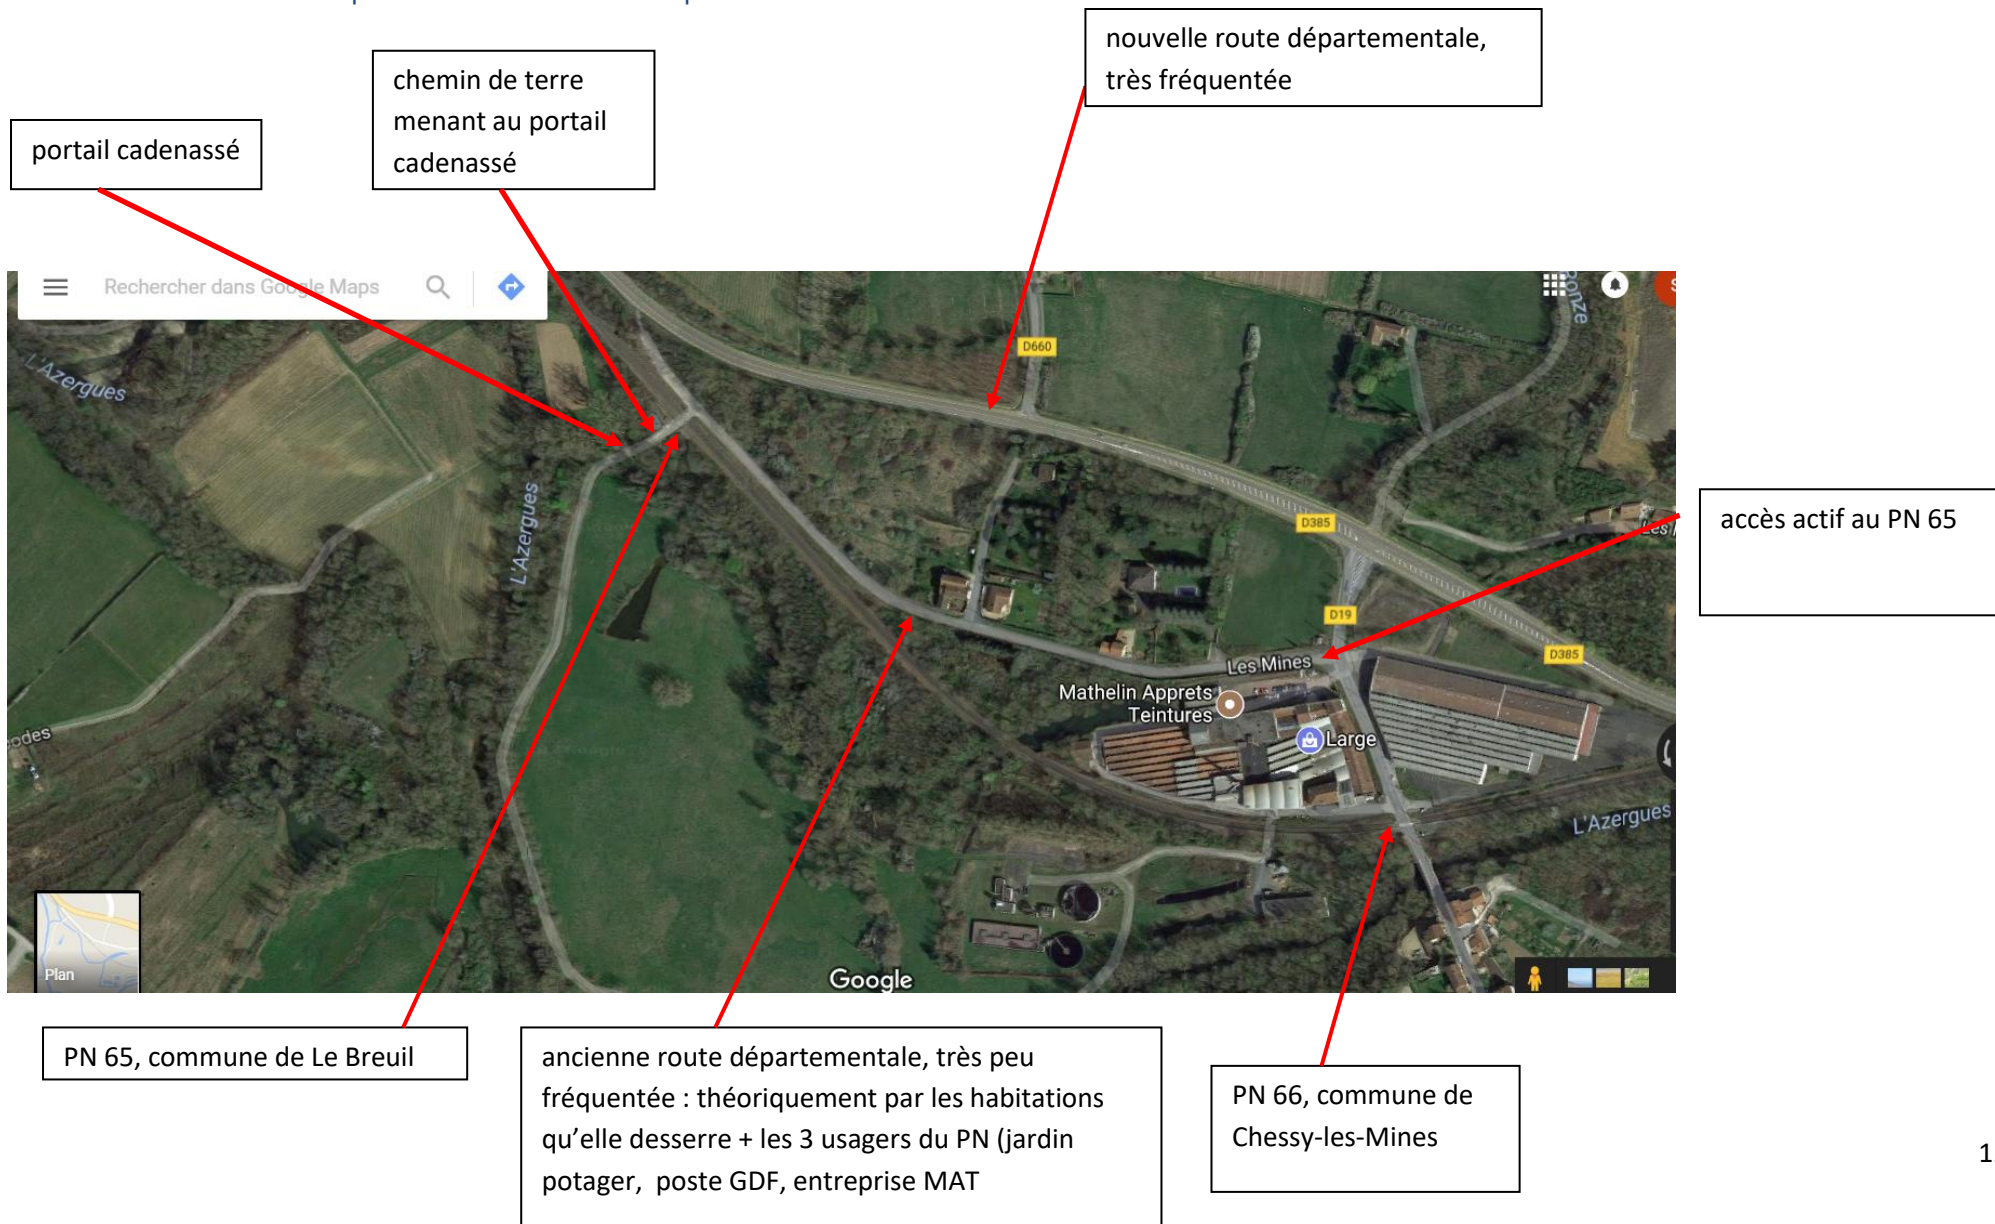 nouvelle route départementale,
très fréquentée
chemin de terre
menant au portail
cadenassé
portail cadenassé
Rechercher dans Google Maps
Ronze
S
L'Azergues
D660
L'Azergues
D385
Les
accès actif au PN 65
D19
D385
Les Mines
Mathelin Apprets
Teintures
Large
odes
L'Azergues
Plan
Google
PN 65, commune de Le Breuil
ancienne route départementale, très peu
fréquentée : théoriquement par les habitations
qu’elle desserre + les 3 usagers du PN (jardin
potager, poste GDF, entreprise MAT
PN 66, commune de
Chessy-les-Mines
1